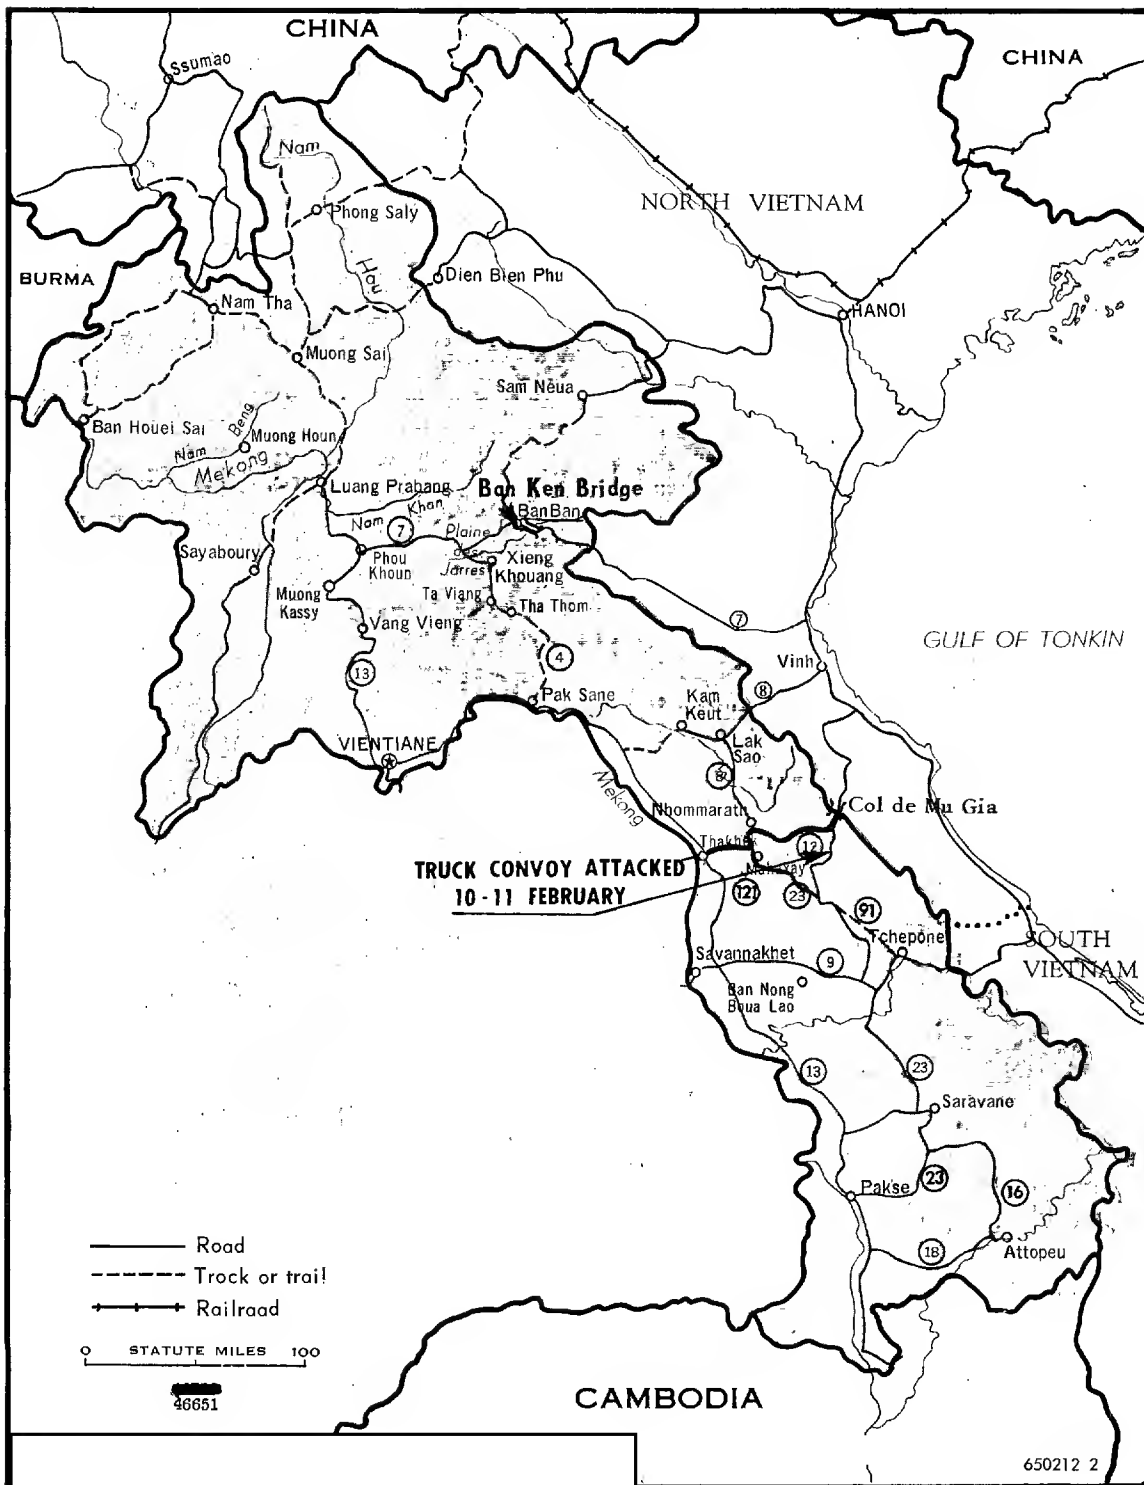 CHINA
CHINA
Ssumao
Nam
NORTH VIETNAM
Phong Saly
Hou
BURMA
Dien Bien Phu
Nam Tha
HANOI
Muong Sai
Sam Neua
Ban Houei Sai
Beng
Muong Houn
Nam
Mekong
Luang Prabang
Ban Ken Bridge
Khan
Nam
BanBan
7
Plaine
des
Jarres
Sayaboury
Phou
Khoun
Xieng
Khouang
Muong
Kassy
Ta Viang
Tha Thom
Vang Vieng
7
GULF OF TONKIN
4
Vinh
13
8
Pak Sane
Kam
Keut
VIENTIANE
Lak
Sao
8
Mekong
Col de Mu Gia
Nhommarath
Thakhek
12
TRUCK CONVOY ATTACKED
10-11 FEBRUARY
Mahaxay
121
23
91
Tchepone
SOUTH
VIETNAM
Savannakhet
9
Ban Nong
Boua Lao
13
23
Saravane
Pakse
23
16
18
Attopeu
Road
Track or trail
Railroad
0 STATUTE MILES 100
46651
CAMBODIA
650212 2